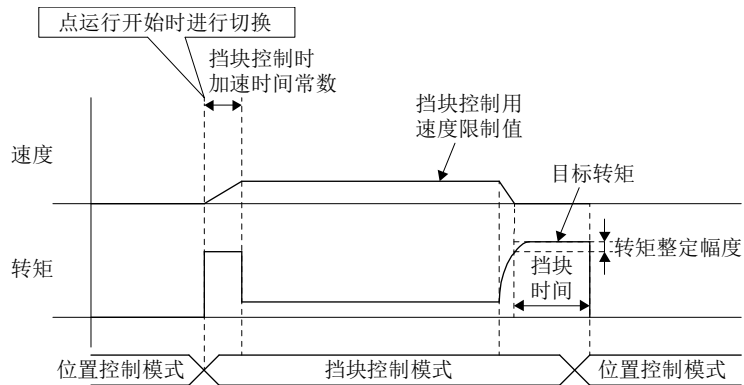 点运行开始时进行切换
挡块控制时
加速时间常数
挡块控制用
速度限制值
速度
目标转矩
转矩
转矩整定幅度
挡块
时间
位置控制模式
挡块控制模式
位置控制模式